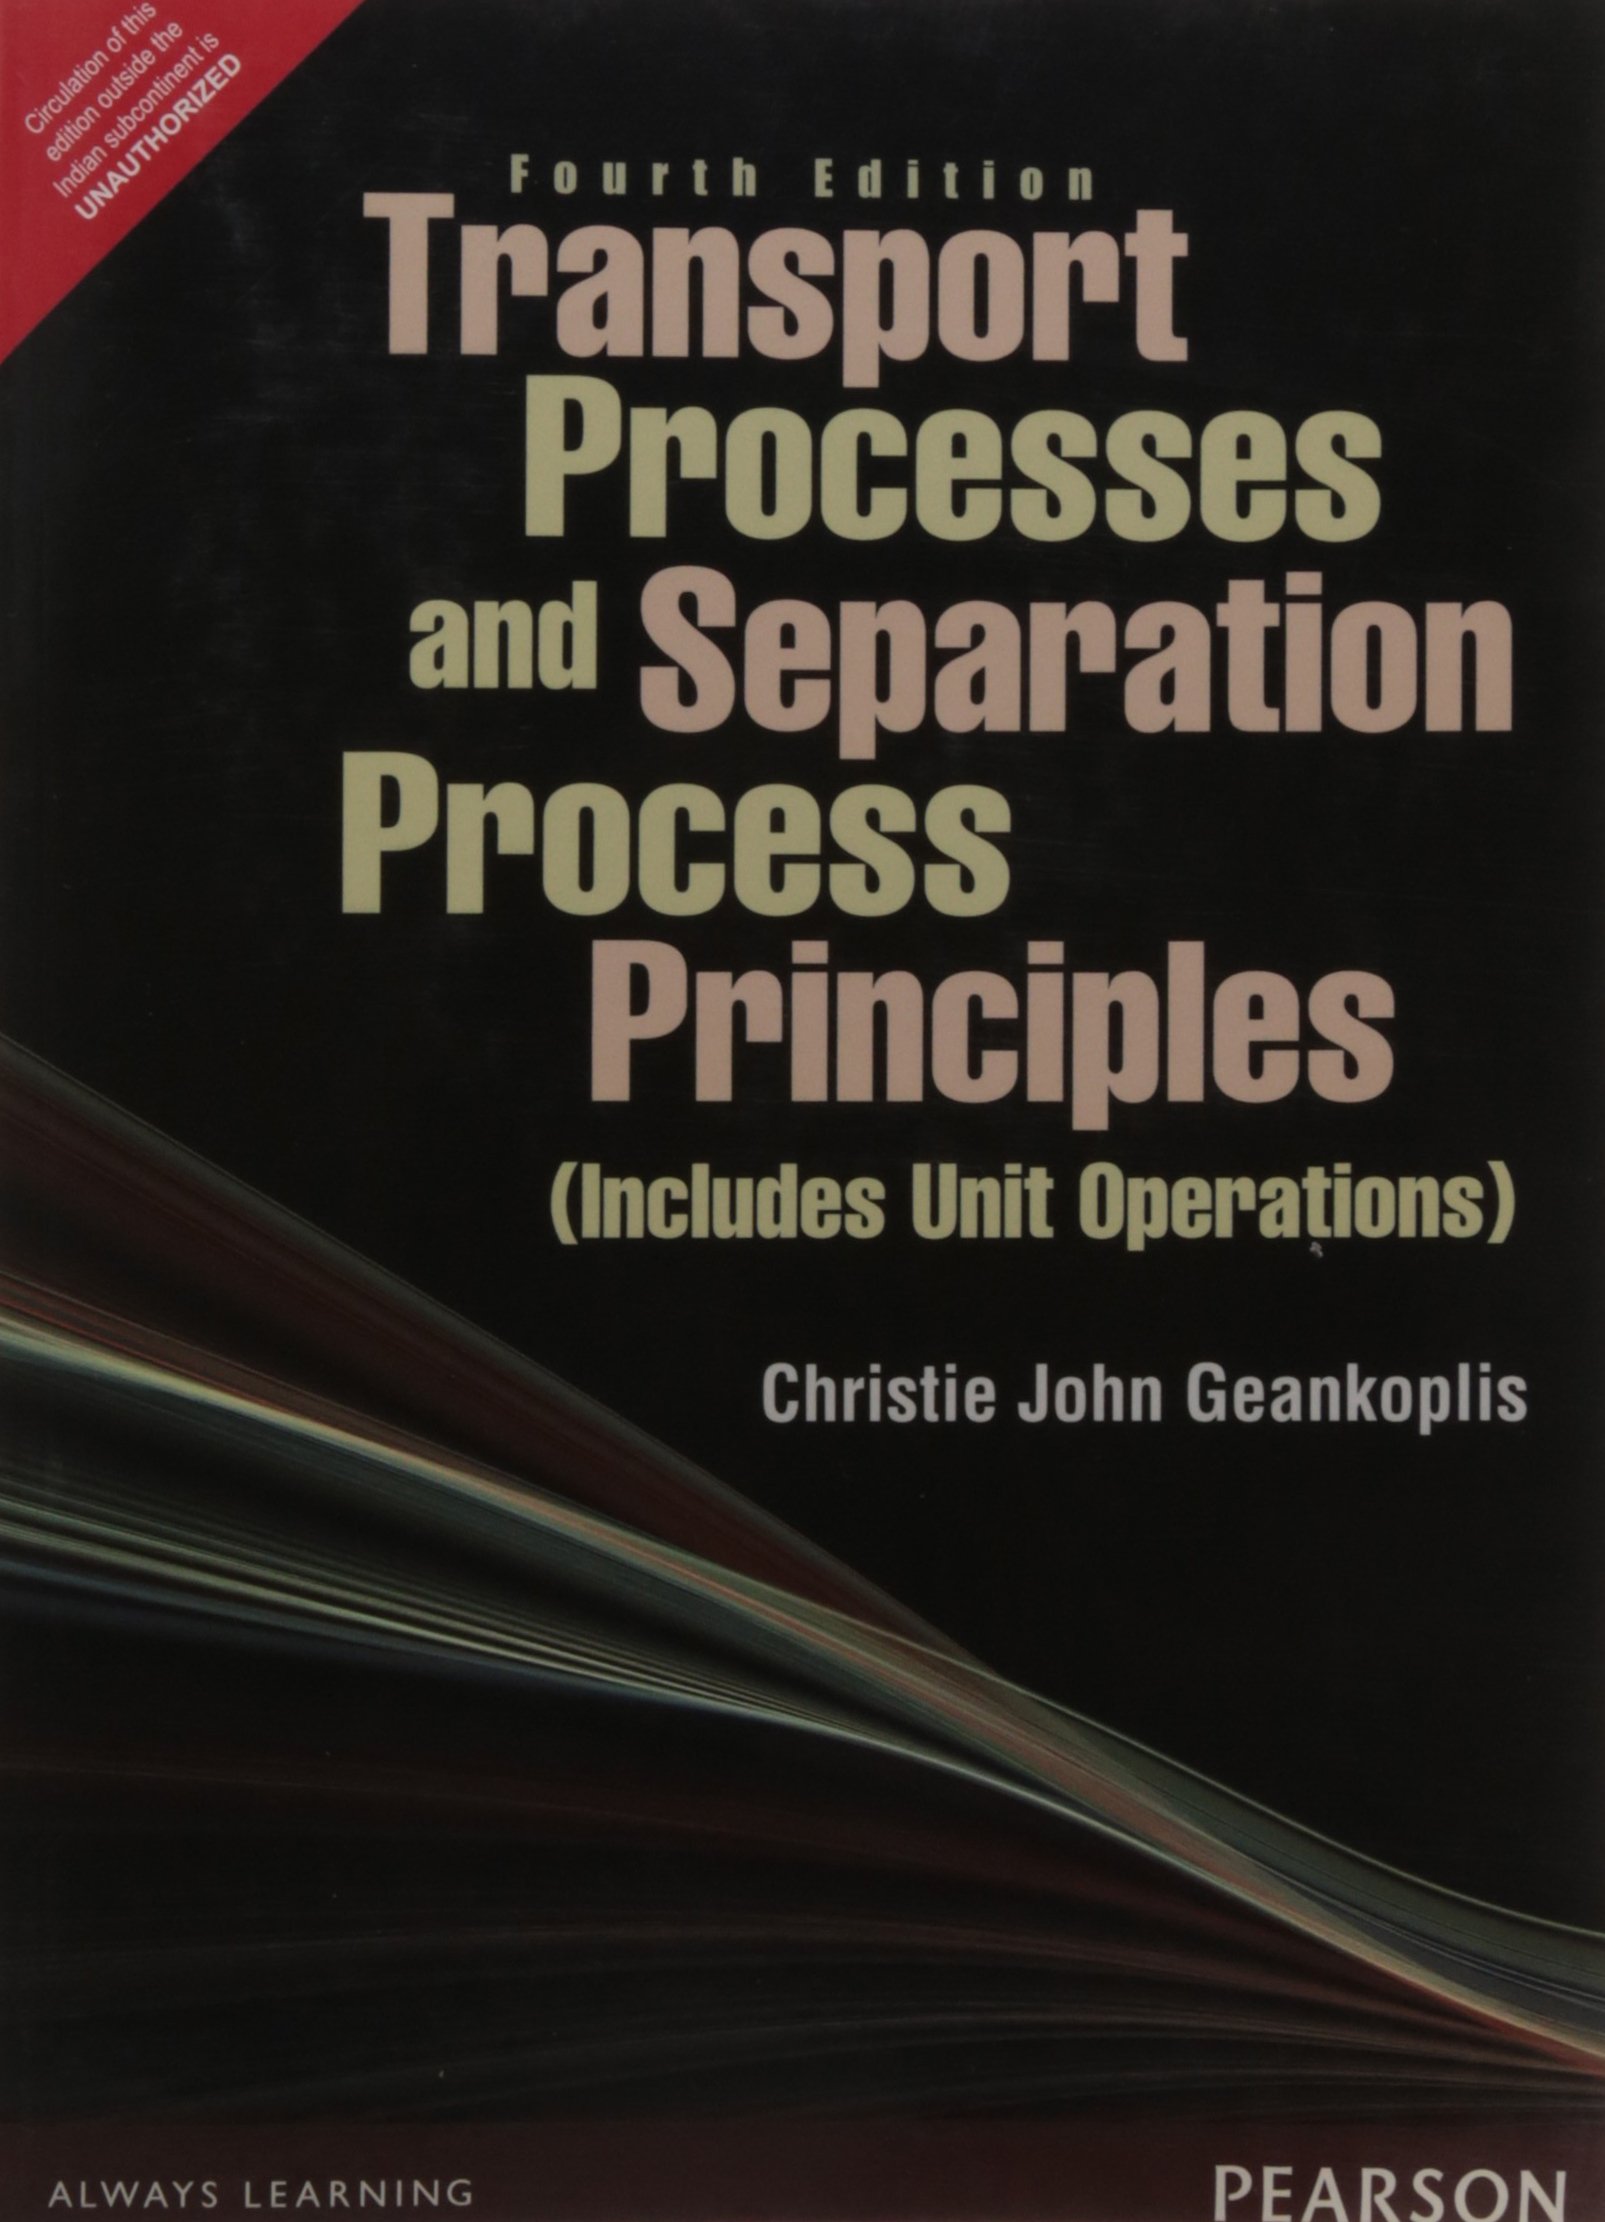 Circulation of this
edition outside the
Indian subcontinent is
UNAUTHORIZED
Fourth Edition
Transport
Processes
and Separation
Process
Principles
(Includes Unit Operations)
Christie John Geankoplis
ALWAYS LEARNING
PEARSON